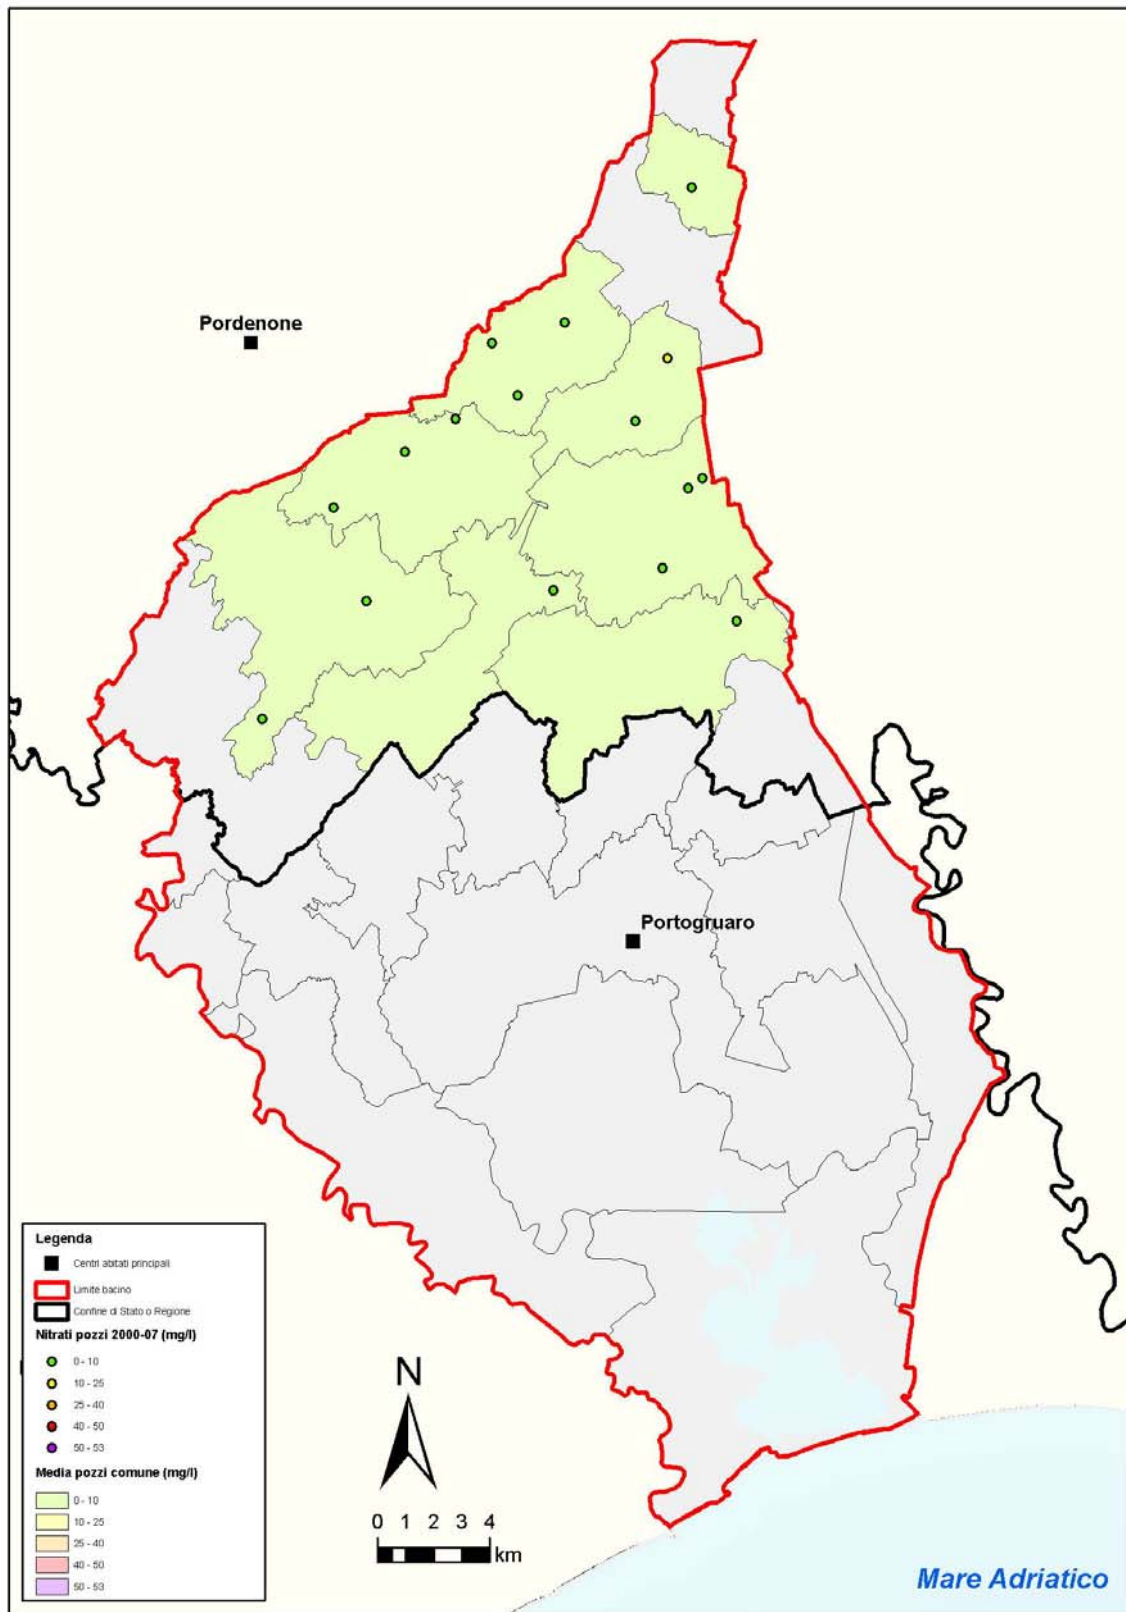 Pordenone
Portogruaro
Legenda
Centri abitati principali
Limite bacino
Confine di Stato o Regione
Nitrati pozzi 2000-07 (mg/l)
0 - 10
10 - 25
25 - 40
40 - 50
50 - 53
Media pozzi comune (mg/l)
0 - 10
10 - 25
25 - 40
40 - 50
50 - 53
N
0 1 2 3 4
km
Mare Adriatico